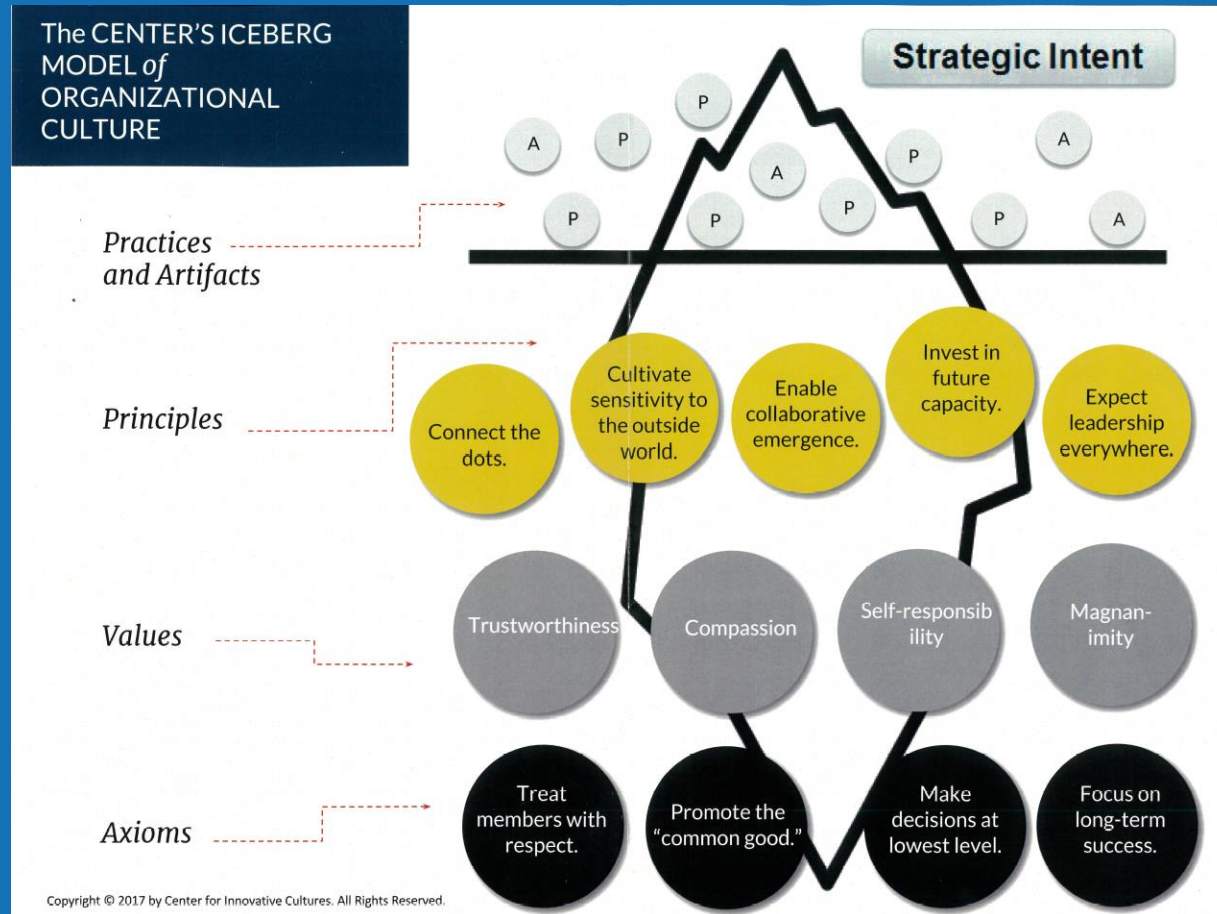 The CENTER'S ICEBERG
MODEL of
ORGANIZATIONAL
CULTURE
Strategic Intent
P
A
P
P
A
A
P
P
P
P
A
Practices
and Artifacts
Principles
Connect the
dots.
Cultivate
sensitivity to
the outside
world.
Enable
collaborative
emergence.
Invest in
future
capacity.
Expect
leadership
everywhere.
Values
Trustworthiness
Compassion
Self-responsib
ility
Magnan-
imity
Axioms
Treat
members with
respect.
Promote the
“common good.”
Make
decisions at
lowest level.
Focus on
long-term
success.
Copyright © 2017 by Center for Innovative Cultures. All Rights Reserved.